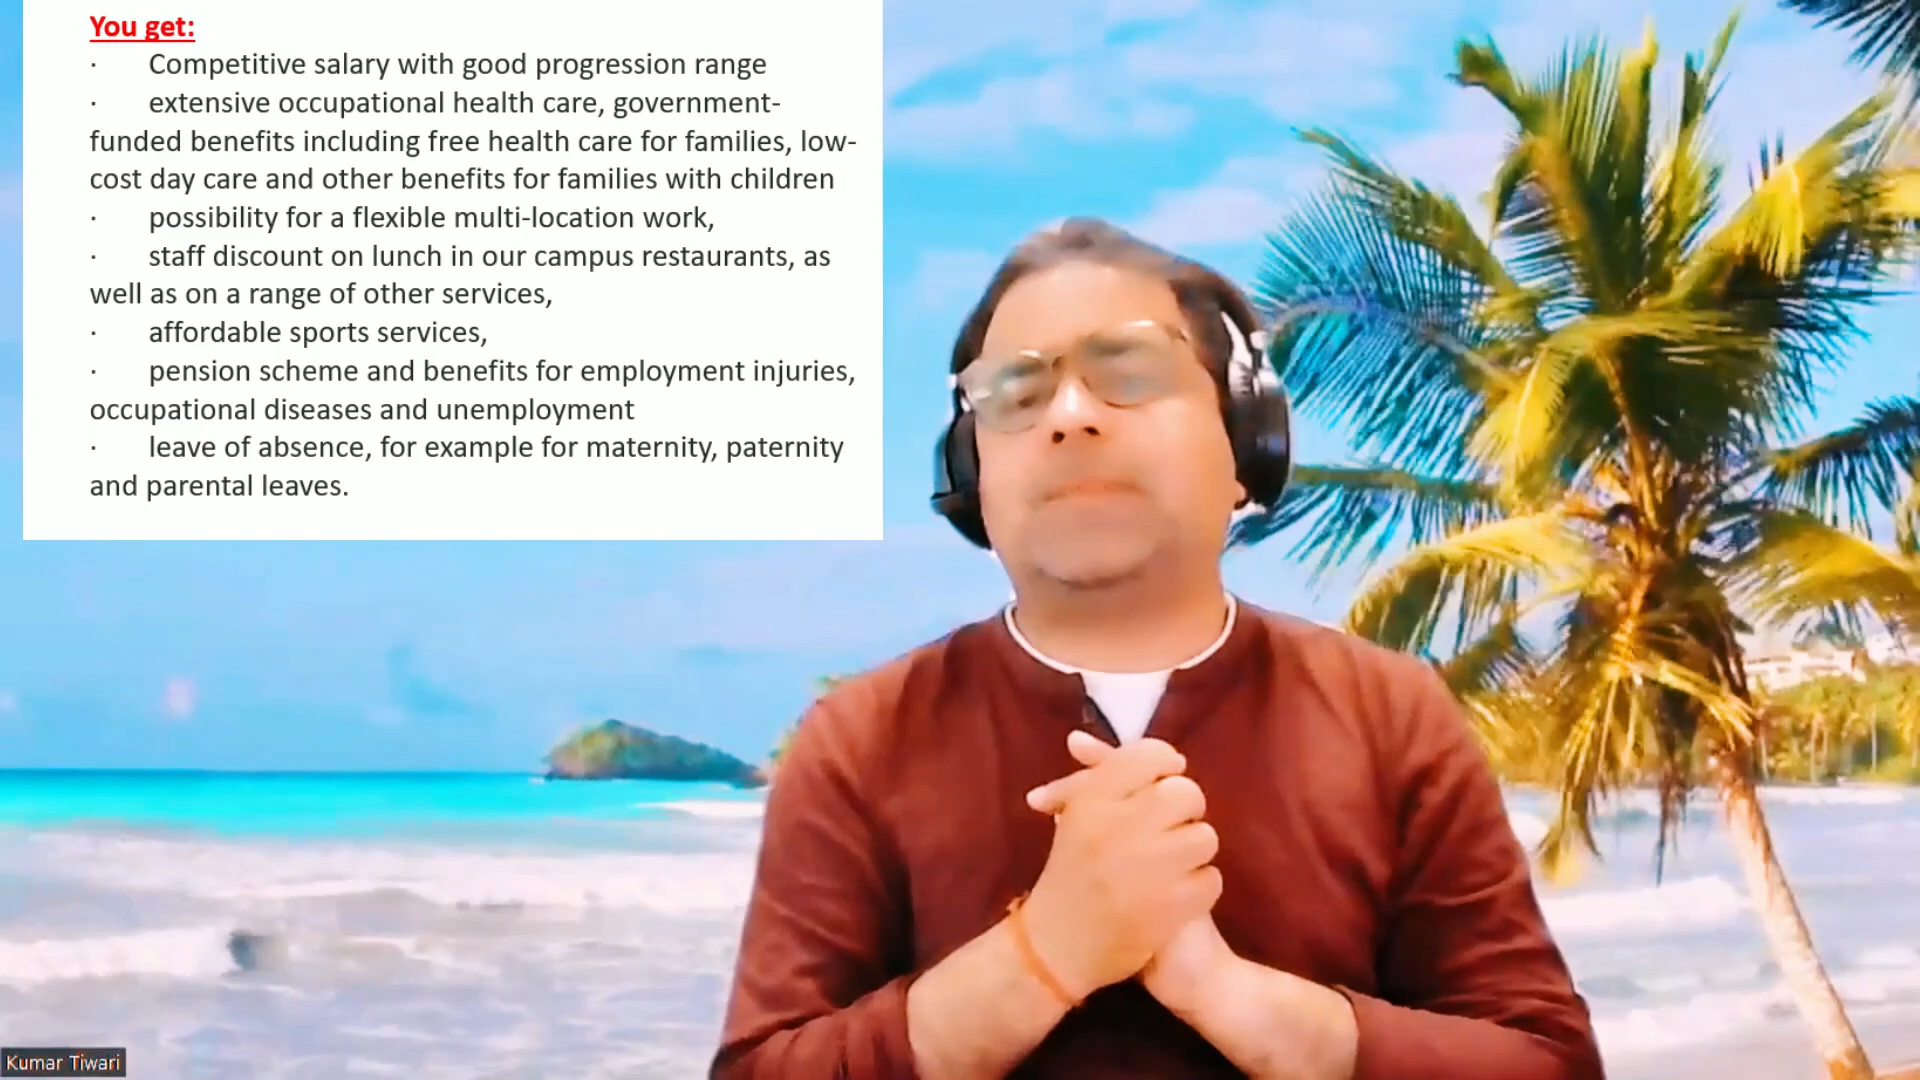 You get:
· Competitive salary with good progression range
· extensive occupational health care, government-
funded benefits including free health care for families, low-
cost day care and other benefits for families with children
· possibility for a flexible multi-location work,
· staff discount on lunch in our campus restaurants, as
well as on a range of other services,
· affordable sports services,
· pension scheme and benefits for employment injuries,
occupational diseases and unemployment
· leave of absence, for example for maternity, paternity
and parental leaves.
Kumar Tiwari